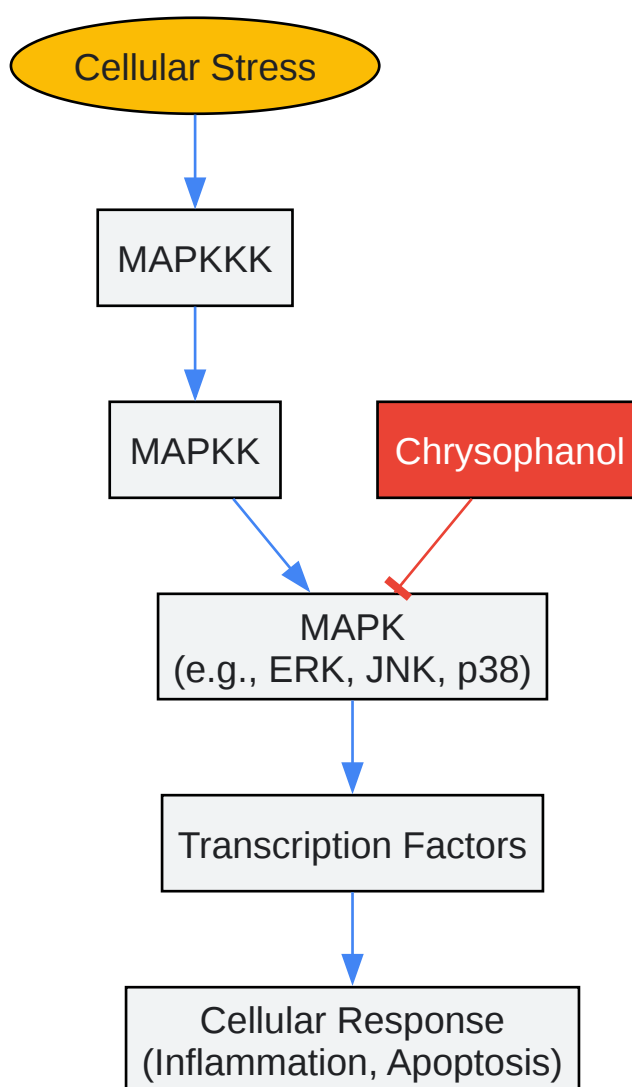 Cellular Stress
MAPKKK
MAPKK
Chrysophanol
MAPK
(e.g., ERK, JNK, p38)
Transcription Factors
Cellular Response
(Inflammation, Apoptosis)